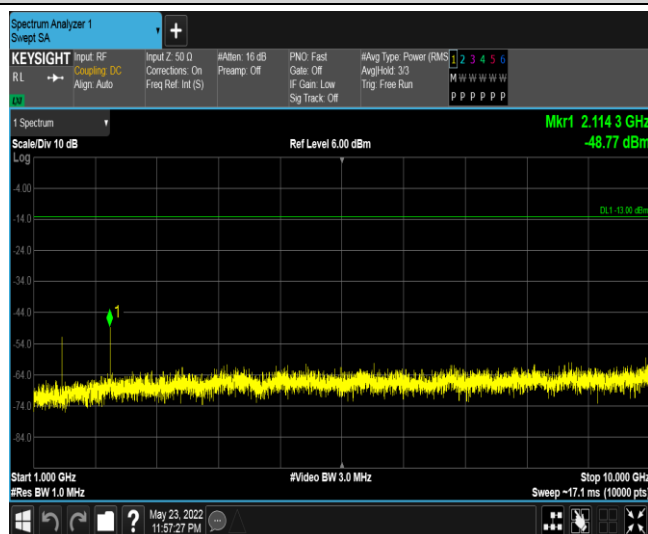 Spectrum Analyzer 1
Swept SA
+
KEYSIGHT
RL
LXI
Input: RF
Coupling: DC
Align: Auto
Input Z: 50 Ω
Corrections: On
Freq Ref: Int (S)
#Atten: 16 dB
Preamp: Off
PNO: Fast
Gate: Off
IF Gain: Low
Sig Track: Off
#Avg Type: Power (RMS
Avg|Hold: 3/3
Trig: Free Run
1 2 3 4 5 6
M W W W W W
P P P P P P
1 Spectrum
Scale/Div 10 dB
Log
Ref Level 6.00 dBm
Mkr1 2.114 3 GHz
-48.77 dBm
DL1 -13.00 dBm
-4.00
-14.0
-24.0
-34.0
-44.0
-54.0
-64.0
-74.0
-84.0
1
Start 1.000 GHz
#Res BW 1.0 MHz
#Video BW 3.0 MHz
Stop 10.000 GHz
Sweep ~17.1 ms (10000 pts)
?
May 23, 2022
11:57:27 PM